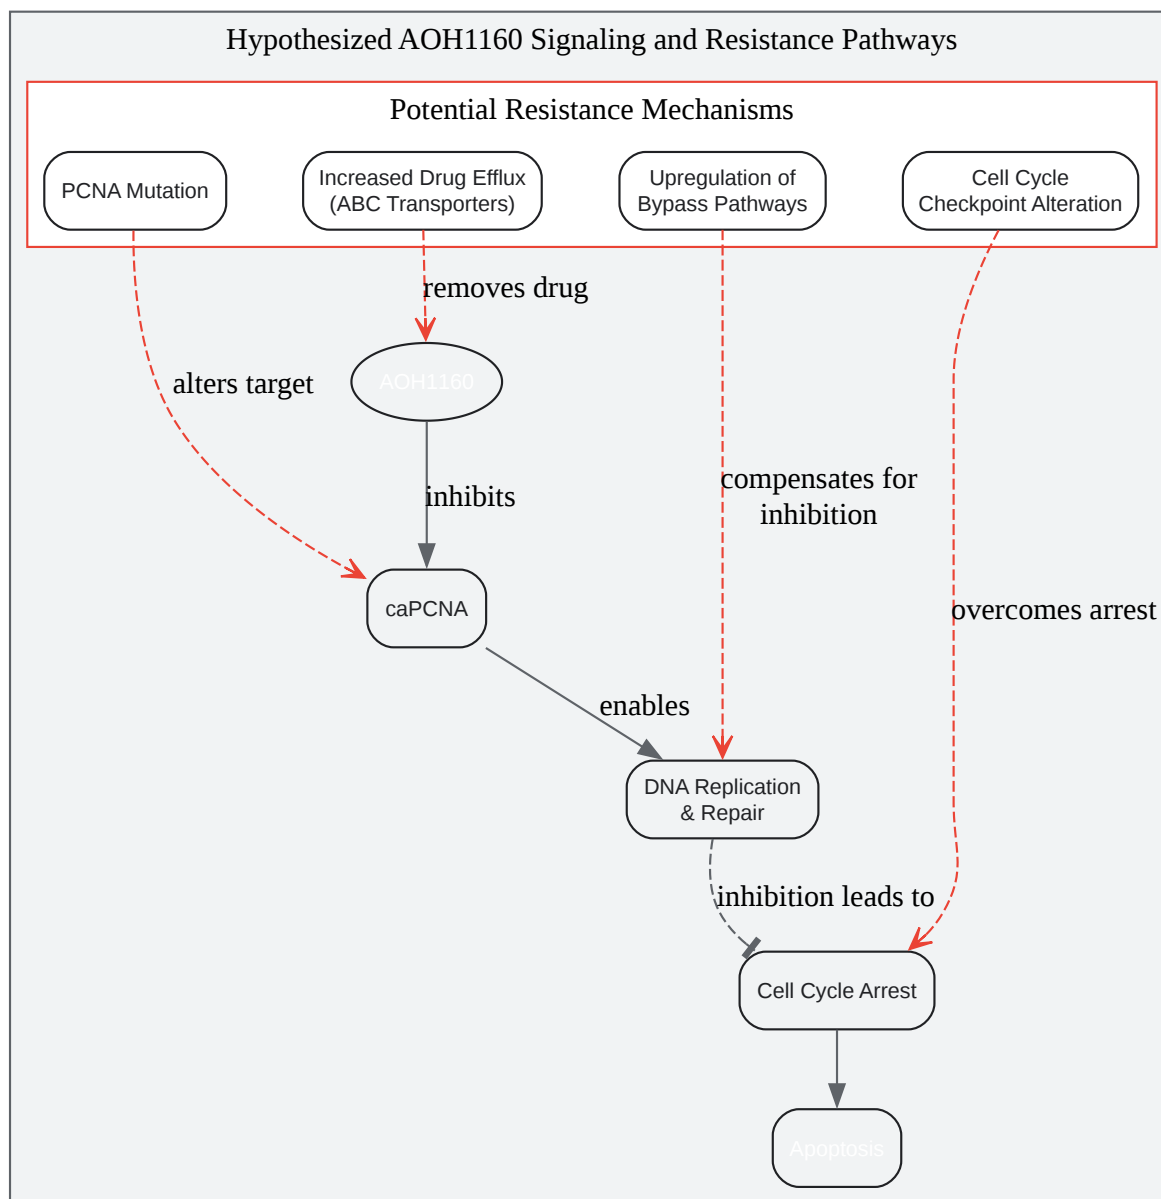 Hypothesized AOH1160 Signaling and Resistance Pathways
Potential Resistance Mechanisms
PCNA Mutation
Increased Drug Efflux
(ABC Transporters)
Upregulation of
Bypass Pathways
Cell Cycle
Checkpoint Alteration
removes drug
alters target
AOH1160
inhibits
compensates for
inhibition
caPCNA
overcomes arrest
enables
DNA Replication
& Repair
inhibition leads to
Cell Cycle Arrest
Apoptosis